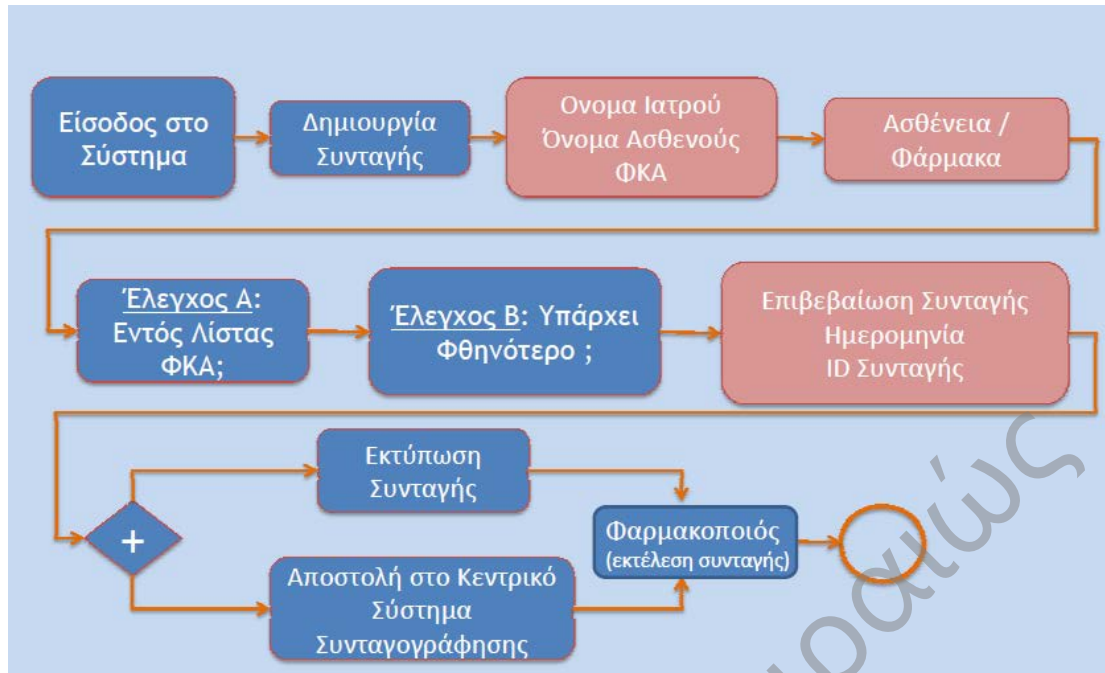 Είσοδος στο
Σύστημα
Δημιουργία
Συνταγής
Ονομα Ιατρού
Όνομα Ασθενούς
ΦΚΑ
Ασθένεια /
Φάρμακα
Έλεγχος Α:
Εντός Λίστας
ΦΚΑ;
Έλεγχος Β: Υπάρχει
Φθηνότερο ;
Επιβεβαίωση Συνταγής
Ημερομηνία
ID Συνταγής
Εκτύπωση
Συνταγής
+
Αποστολή στο Κεντρικό
Σύστημα
Συνταγογράφησης
Φαρμακοποιός
(εκτέλεση συνταγής)